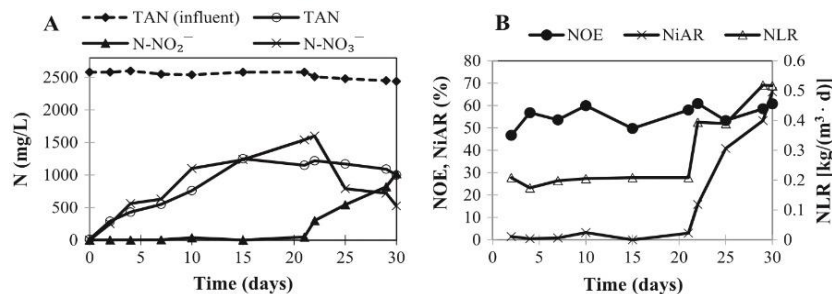 A
TAN (influent)
TAN
N-NO₂⁻
N-NO₃⁻
N (mg/L)
2500
2000
1500
1000
500
0
0 5 10 15 20 25 30
Time (days)
B
NOE
NiAR
NLR
NOE, NiAR (%)
80
70
60
50
40
30
20
10
0
0 5 10 15 20 25 30
Time (days)
0.6
0.5
0.4
0.3
0.2
0.1
0
NLR [kg/(m³ · d)]